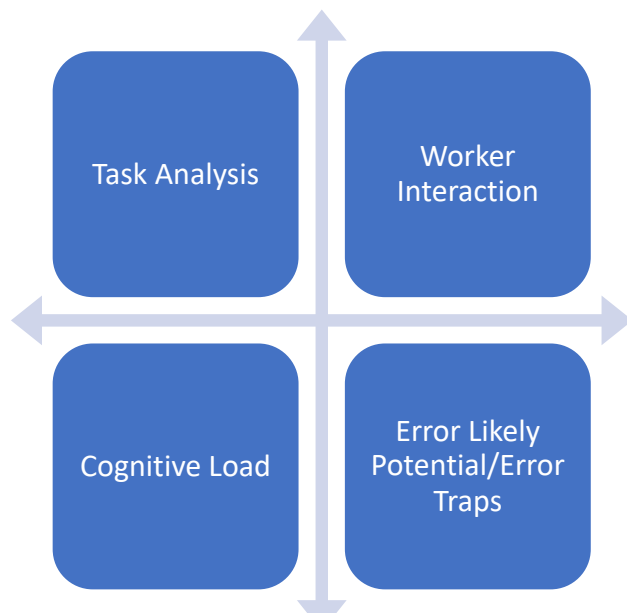 Task Analysis
Worker
Interaction
Cognitive Load
Error Likely
Potential/Error
Traps